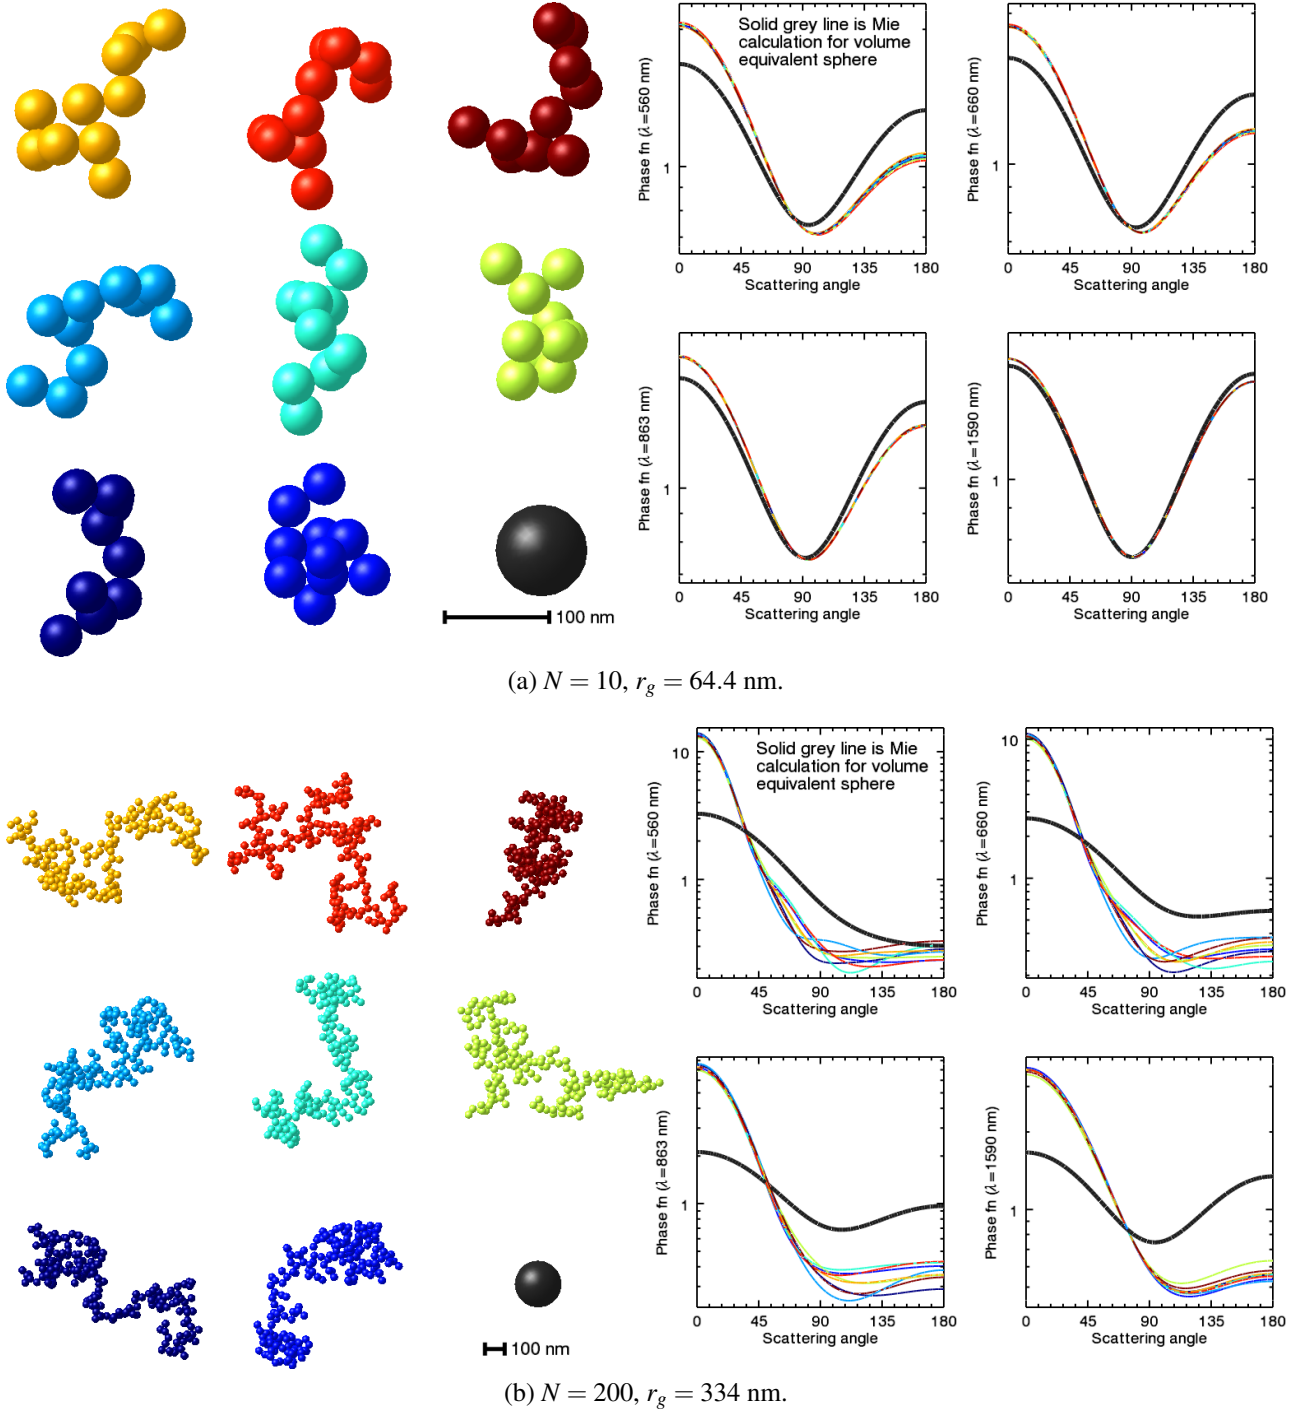 Solid grey line is Mie
calculation for volume
equivalent sphere
Phase fn (λ=560 nm)
1
0 45 90 135 180
Scattering angle
Phase fn (λ=660 nm)
1
0 45 90 135 180
Scattering angle
Phase fn (λ=863 nm)
1
0 45 90 135 180
Scattering angle
Phase fn (λ=1590 nm)
1
0 45 90 135 180
Scattering angle
100 nm
(a) N = 10, r_g = 64.4 nm.
Solid grey line is Mie
calculation for volume
equivalent sphere
Phase fn (λ=560 nm)
10
1
0 45 90 135 180
Scattering angle
Phase fn (λ=660 nm)
10
1
0 45 90 135 180
Scattering angle
Phase fn (λ=863 nm)
1
0 45 90 135 180
Scattering angle
Phase fn (λ=1590 nm)
1
0 45 90 135 180
Scattering angle
100 nm
(b) N = 200, r_g = 334 nm.